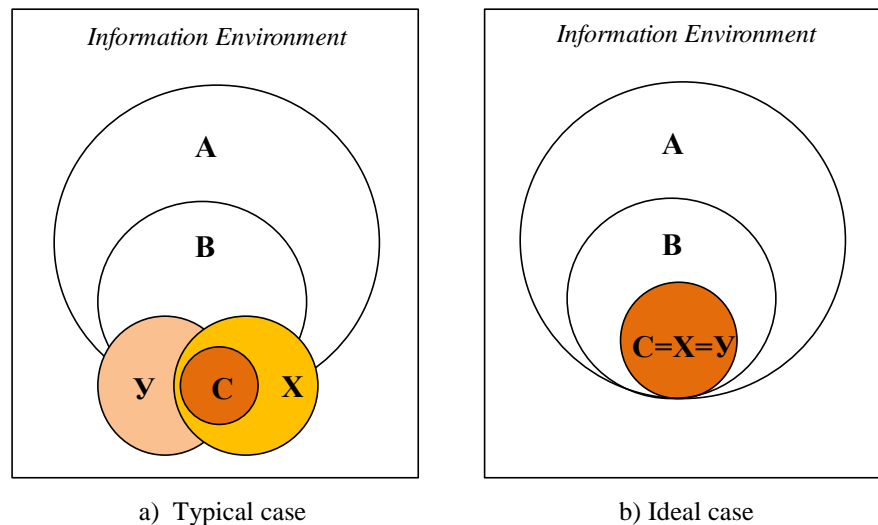 Information Environment
A
B
У
C
X
a) Typical case
Information Environment
A
B
C=X=У
b) Ideal case